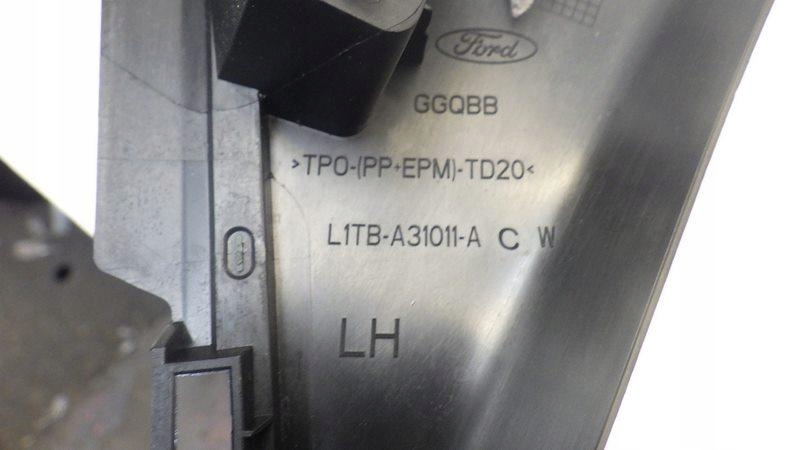 Ford
GGQBB
>TPO-(PP+EPM)-TD20<
L1TB-A31011-A C W
LH